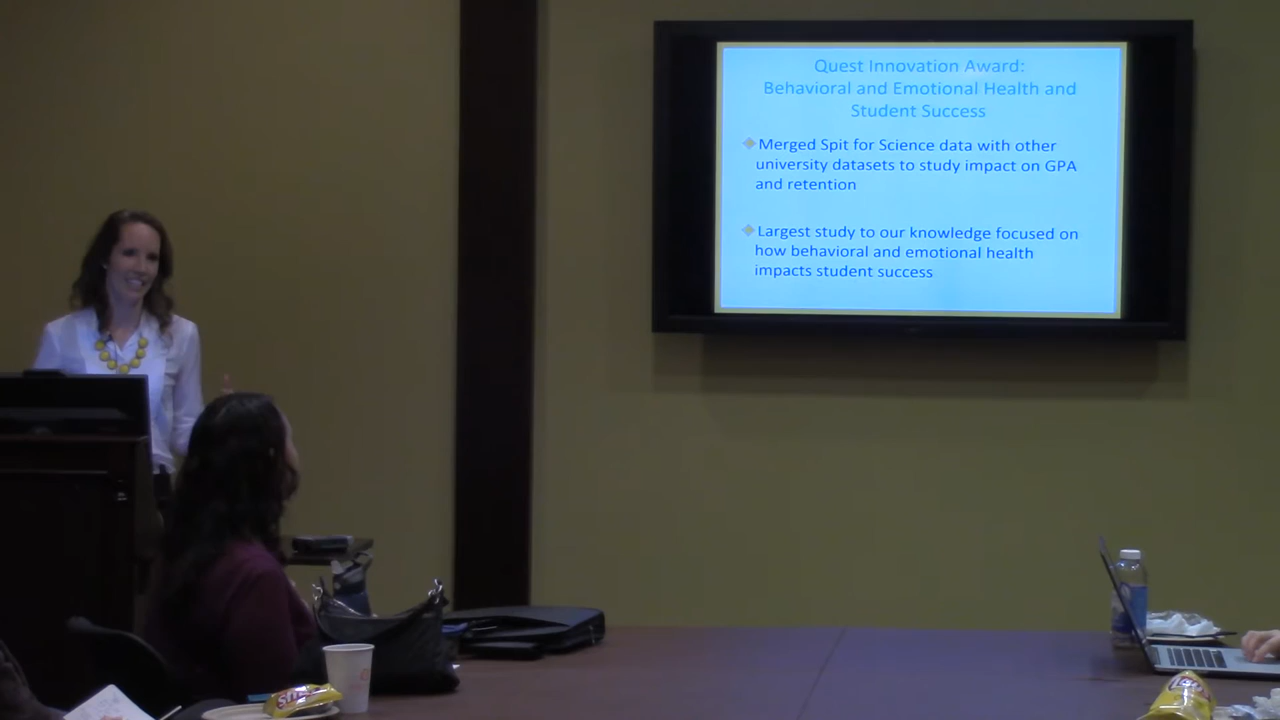 Quest Innovation Award:
Behavioral and Emotional Health and
Student Success
Merged Spit for Science data with other
university datasets to study impact on GPA
and retention
Largest study to our knowledge focused on
how behavioral and emotional health
impacts student success